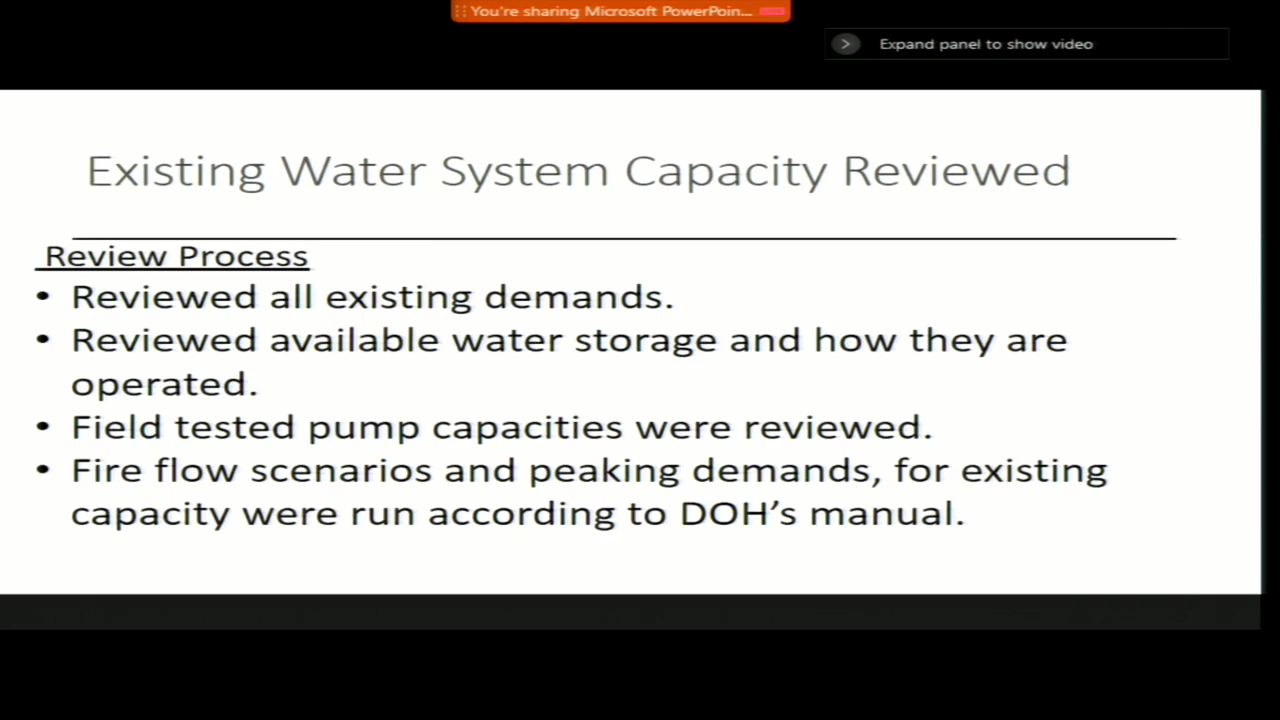 You're sharing Microsoft PowerPoin...
Expand panel to show video
Existing Water System Capacity Reviewed
Review Process
• Reviewed all existing demands.
• Reviewed available water storage and how they are
operated.
• Field tested pump capacities were reviewed.
• Fire flow scenarios and peaking demands, for existing
capacity were run according to DOH’s manual.